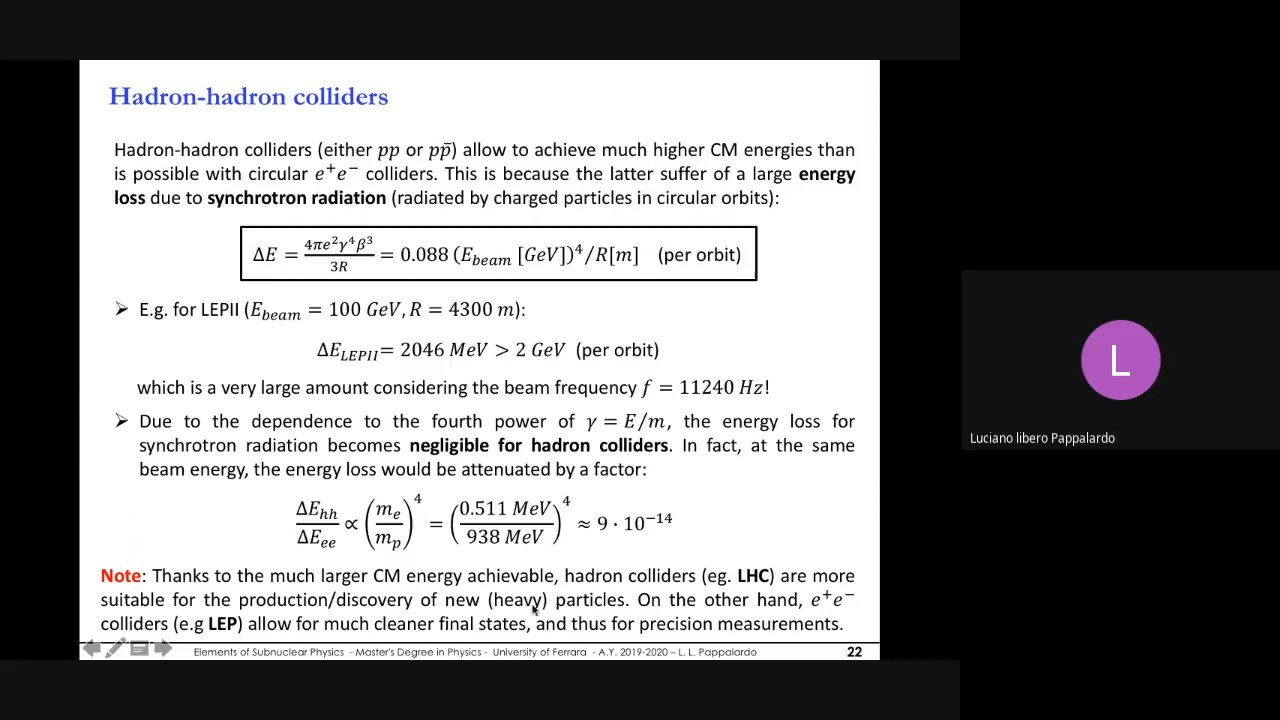 Hadron-hadron colliders
Hadron-hadron colliders (either pp or pp̄) allow to achieve much higher CM energies than
is possible with circular e⁺e⁻ colliders. This is because the latter suffer of a large energy
loss due to synchrotron radiation (radiated by charged particles in circular orbits):
ΔE = 4πe²γ⁴β³/3R = 0.088 (E_beam [GeV])⁴/R[m] (per orbit)
➢ E.g. for LEPII (E_beam = 100 GeV, R = 4300 m):
ΔE_LEPII = 2046 MeV > 2 GeV (per orbit)
which is a very large amount considering the beam frequency f = 11240 Hz!
➢ Due to the dependence to the fourth power of γ = E/m, the energy loss for
synchrotron radiation becomes negligible for hadron colliders. In fact, at the same
beam energy, the energy loss would be attenuated by a factor:
ΔE_hh/ΔE_ee ∝ (m_e/m_p)⁴ = (0.511 MeV/938 MeV)⁴ ≈ 9 · 10⁻¹⁴
Note: Thanks to the much larger CM energy achievable, hadron colliders (eg. LHC) are more
suitable for the production/discovery of new (heavy) particles. On the other hand, e⁺e⁻
colliders (e.g LEP) allow for much cleaner final states, and thus for precision measurements.
Elements of Subnuclear Physics - Master's Degree in Physics - University of Ferrara - A.Y. 2019-2020 – L. L. Pappalardo 22
L
Luciano libero Pappalardo